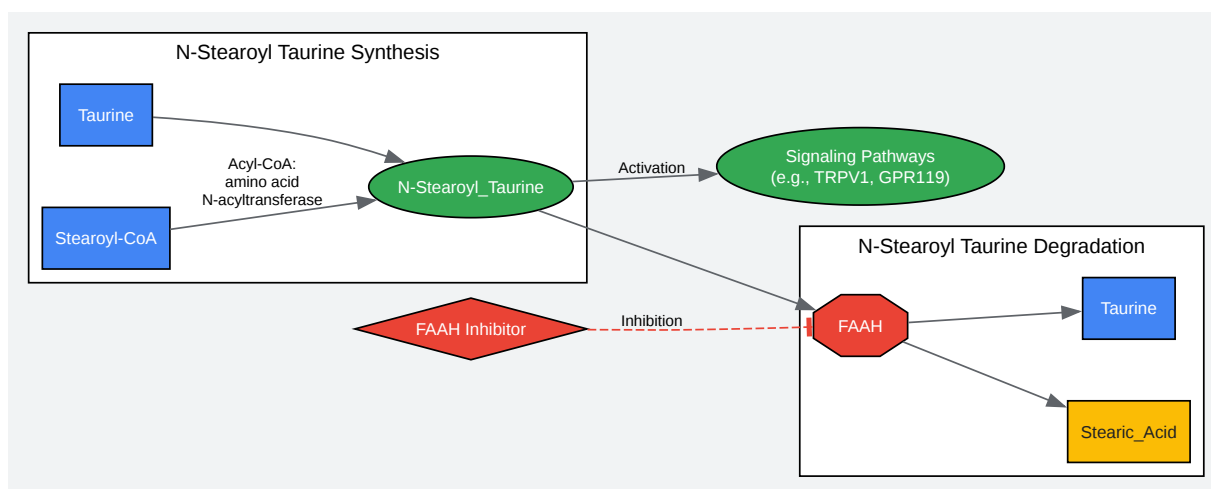 N-Stearoyl Taurine Synthesis
Taurine
Acyl-CoA:
amino acid
N-acyltransferase
Stearoyl-CoA
N-Stearoyl_Taurine
Activation
Signaling Pathways
(e.g., TRPV1, GPR119)
FAAH Inhibitor
Inhibition
N-Stearoyl Taurine Degradation
FAAH
Taurine
Stearic_Acid